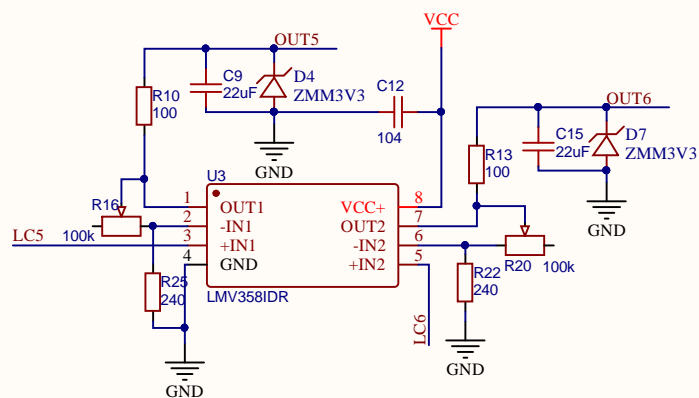 VCC
OUT5
C9
22uF
D4
ZMM3V3
C12
104
R10
100
GND
OUT6
C15
22uF
D7
ZMM3V3
R13
100
GND
U3
R16
100k
LC5
1
2
3
4
OUT1
-IN1
+IN1
GND
VCC+
OUT2
-IN2
+IN2
8
7
6
5
LMV358IDR
R25
240
GND
LC6
R22
240
R20
100k
GND